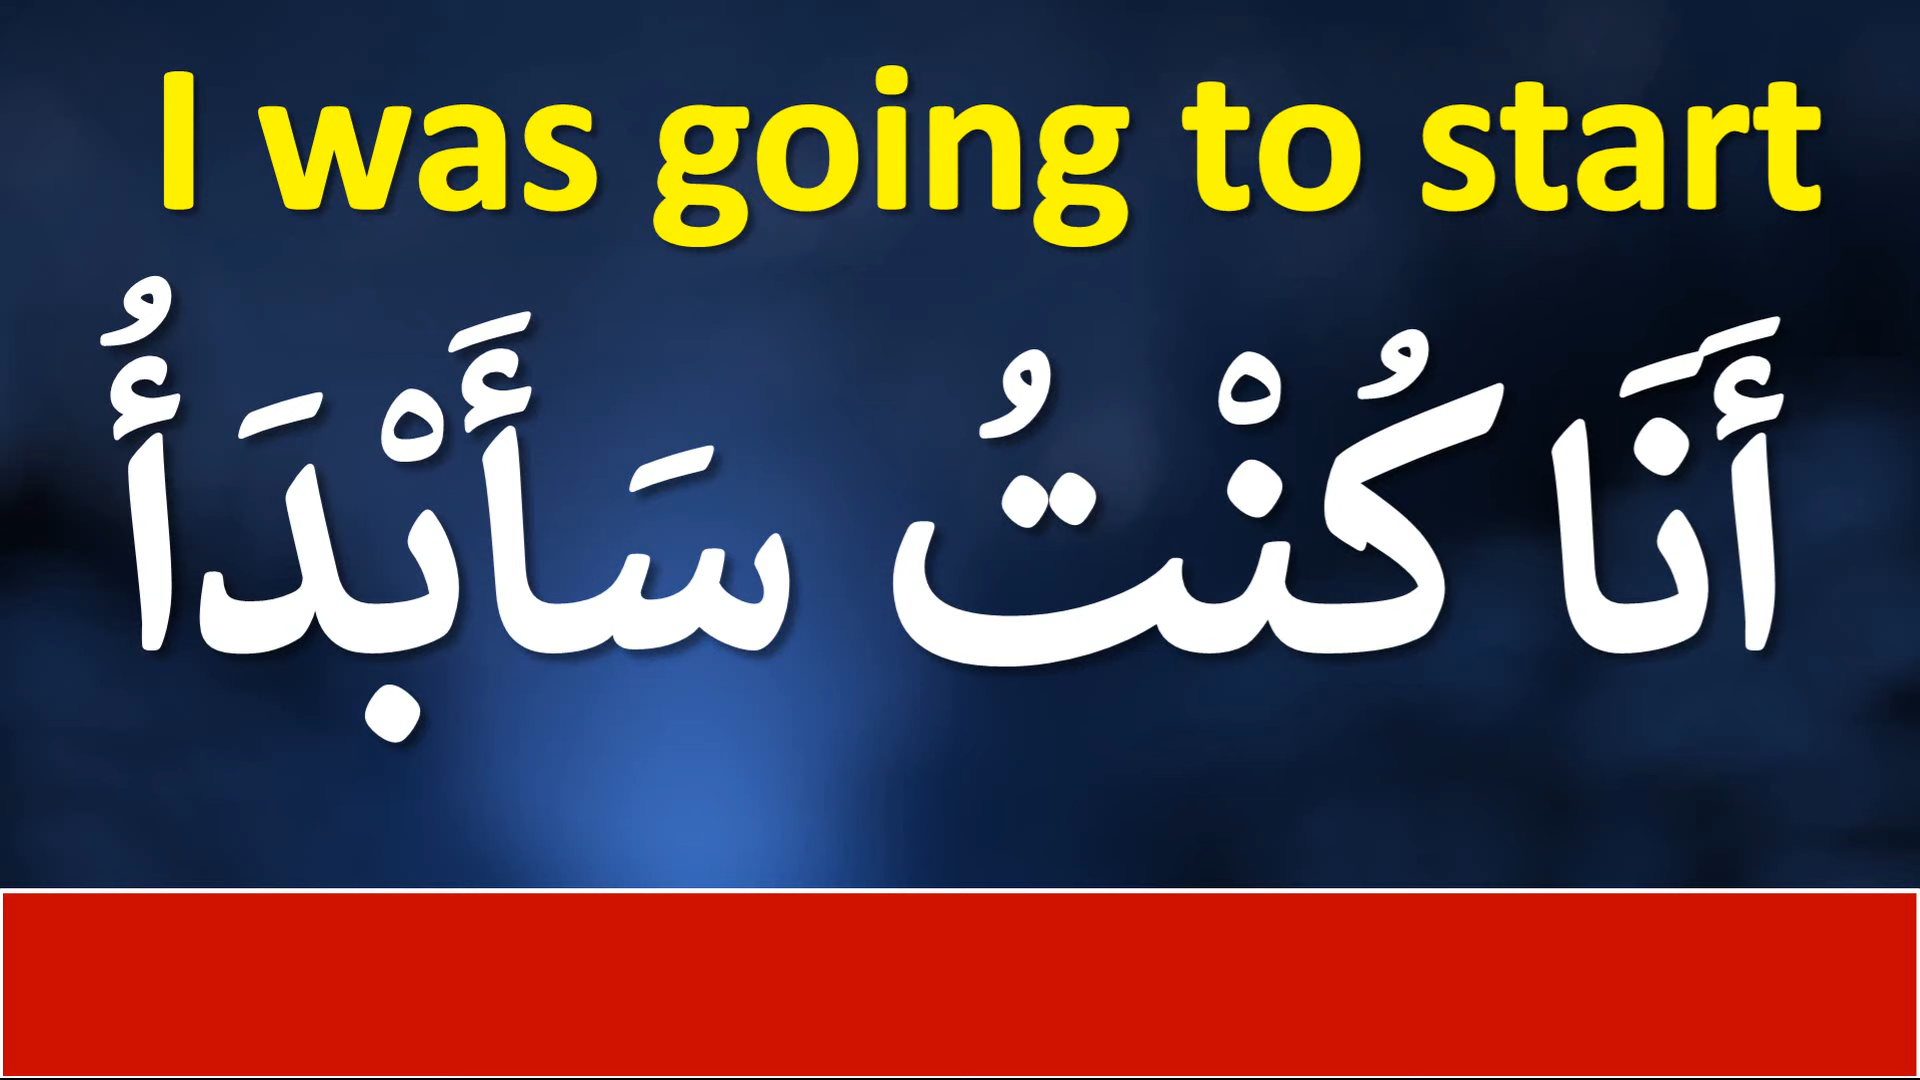 I was going to start
أَنَا كُنْتُ سَأَبْدَأُ